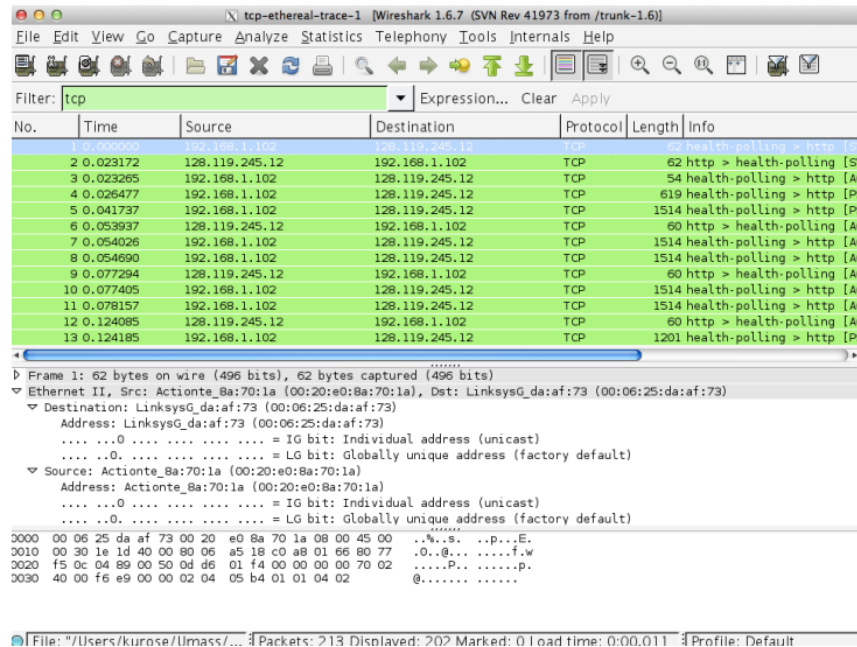 tcp-ethereal-trace-1 [Wireshark 1.6.7 (SVN Rev 41973 from /trunk-1.6)]
File Edit View Go Capture Analyze Statistics Telephony Tools Internals Help
Filter: tcp Expression... Clear Apply
No. Time Source Destination Protocol Length Info
1 0.000000 192.168.1.102 128.119.245.12 TCP 62 health-polling > http [S
2 0.023172 128.119.245.12 192.168.1.102 TCP 62 http > health-polling [S
3 0.023265 192.168.1.102 128.119.245.12 TCP 54 health-polling > http [A
4 0.026477 192.168.1.102 128.119.245.12 TCP 619 health-polling > http [P
5 0.041737 192.168.1.102 128.119.245.12 TCP 1514 health-polling > http [P
6 0.053937 128.119.245.12 192.168.1.102 TCP 60 http > health-polling [A
7 0.054026 192.168.1.102 128.119.245.12 TCP 1514 health-polling > http [A
8 0.054690 192.168.1.102 128.119.245.12 TCP 1514 health-polling > http [A
9 0.077294 128.119.245.12 192.168.1.102 TCP 60 http > health-polling [A
10 0.077405 192.168.1.102 128.119.245.12 TCP 1514 health-polling > http [A
11 0.078157 192.168.1.102 128.119.245.12 TCP 1514 health-polling > http [A
12 0.124085 128.119.245.12 192.168.1.102 TCP 60 http > health-polling [A
13 0.124185 192.168.1.102 128.119.245.12 TCP 1201 health-polling > http [P
Frame 1: 62 bytes on wire (496 bits), 62 bytes captured (496 bits)
Ethernet II, Src: Actionte_8a:70:1a (00:20:e0:8a:70:1a), Dst: LinksysG_da:af:73 (00:06:25:da:af:73)
Destination: LinksysG_da:af:73 (00:06:25:da:af:73)
Address: LinksysG_da:af:73 (00:06:25:da:af:73)
.... ...0 .... .... .... .... = IG bit: Individual address (unicast)
.... ..0. .... .... .... .... = LG bit: Globally unique address (factory default)
Source: Actionte_8a:70:1a (00:20:e0:8a:70:1a)
Address: Actionte_8a:70:1a (00:20:e0:8a:70:1a)
.... ...0 .... .... .... .... = IG bit: Individual address (unicast)
.... ..0. .... .... .... .... = LG bit: Globally unique address (factory default)
0000 00 06 25 da af 73 00 20 e0 8a 70 1a 08 00 45 00 ..%..s. ..p...E.
0010 00 30 1e 1d 40 00 80 06 a5 18 c0 a8 01 66 80 77 .0..@... .....f.w
0020 f5 0c 04 89 00 50 0d d6 01 f4 00 00 00 00 70 02 .....P.. ......p.
0030 40 00 f6 e9 00 00 02 04 05 b4 01 01 04 02 @....... ......
File: "/Users/kurose/Umass/... Packets: 213 Displayed: 202 Marked: 0 Load time: 0:00.011 Profile: Default